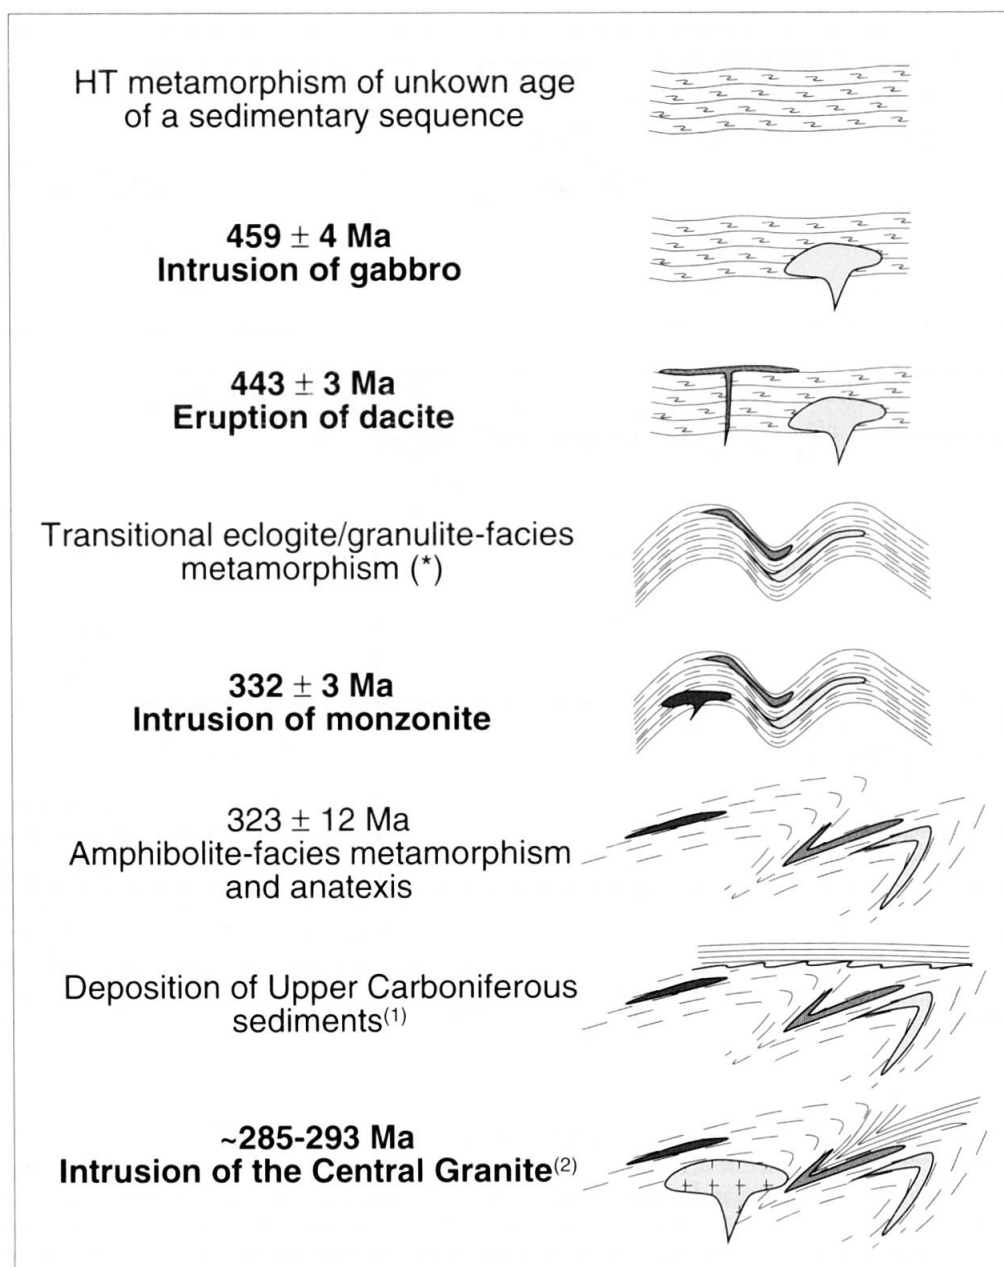 HT metamorphism of unkown age
of a sedimentary sequence
459 ± 4 Ma
Intrusion of gabbro
443 ± 3 Ma
Eruption of dacite
Transitional eclogite/granulite-facies
metamorphism (*)
332 ± 3 Ma
Intrusion of monzonite
323 ± 12 Ma
Amphibolite-facies metamorphism
and anatexis
Deposition of Upper Carboniferous
sediments(1)
~285-293 Ma
Intrusion of the Central Granite(2)